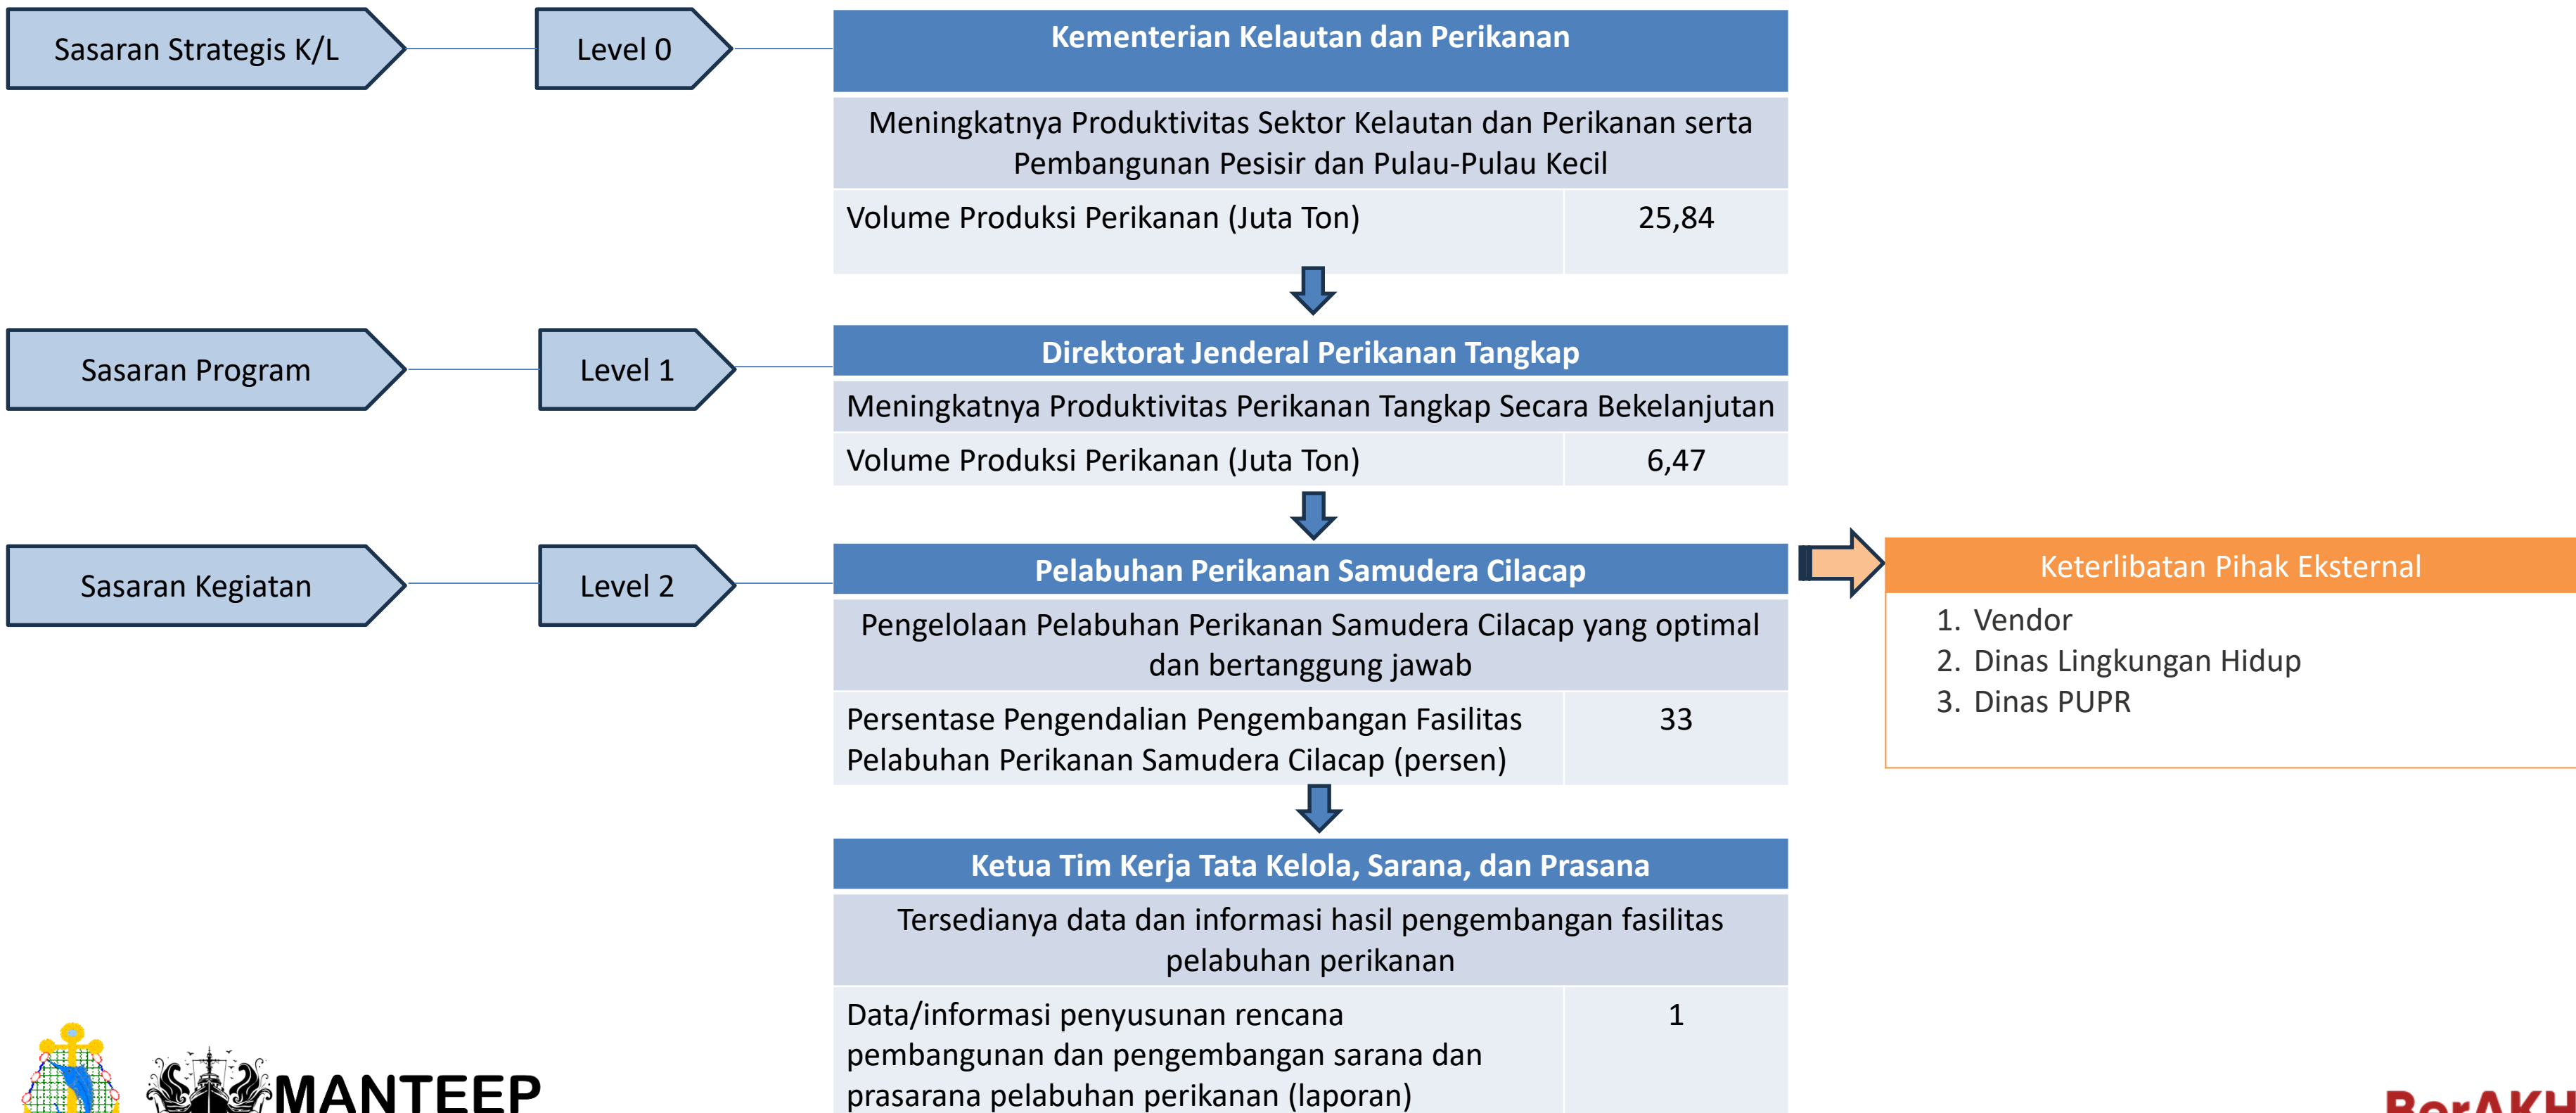 Sasaran Strategis K/L
Level 0
Kementerian Kelautan dan Perikanan
Meningkatnya Produktivitas Sektor Kelautan dan Perikanan serta
Pembangunan Pesisir dan Pulau-Pulau Kecil
Volume Produksi Perikanan (Juta Ton)
25,84
Sasaran Program
Level 1
Direktorat Jenderal Perikanan Tangkap
Meningkatnya Produktivitas Perikanan Tangkap Secara Bekelanjutan
Volume Produksi Perikanan (Juta Ton)
6,47
Sasaran Kegiatan
Level 2
Pelabuhan Perikanan Samudera Cilacap
Pengelolaan Pelabuhan Perikanan Samudera Cilacap yang optimal
dan bertanggung jawab
Persentase Pengendalian Pengembangan Fasilitas
Pelabuhan Perikanan Samudera Cilacap (persen)
33
Keterlibatan Pihak Eksternal
1. Vendor
2. Dinas Lingkungan Hidup
3. Dinas PUPR
Ketua Tim Kerja Tata Kelola, Sarana, dan Prasana
Tersedianya data dan informasi hasil pengembangan fasilitas
pelabuhan perikanan
Data/informasi penyusunan rencana
pembangunan dan pengembangan sarana dan
prasarana pelabuhan perikanan (laporan)
1
MANTEEP
BerAKH